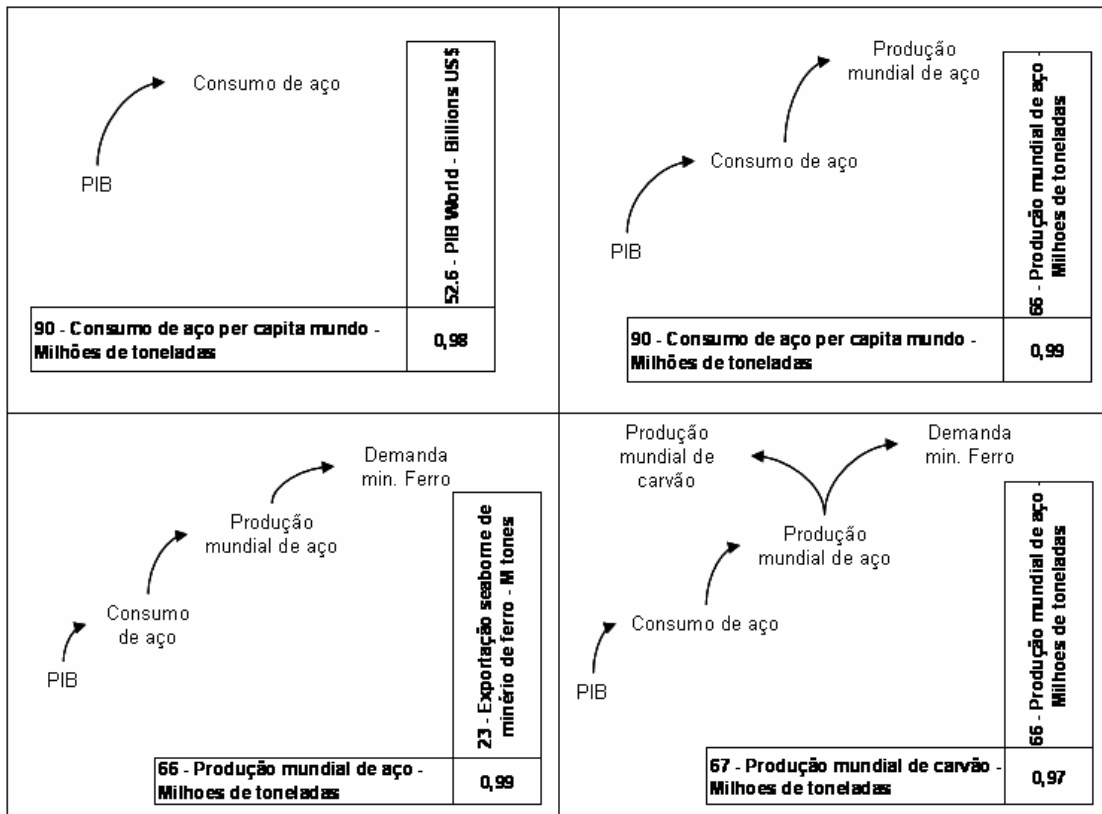 Consumo de aço
PIB
52.6 - PIB World - Billions US$
90 - Consumo de aço per capita mundo -
Milhões de toneladas
0,98
Produção
mundial de aço
Consumo de aço
PIB
66 - Produção mundial de aço -
Milhoes de toneladas
90 - Consumo de aço per capita mundo -
Milhões de toneladas
0,99
Demanda
min. Ferro
Produção
mundial de aço
Consumo
de aço
PIB
23 - Exportação seaborne de
minério de ferro - M tones
66 - Produção mundial de aço -
Milhoes de toneladas
0,99
Produção
mundial de
carvão
Demanda
min. Ferro
Produção
mundial de aço
Consumo de aço
PIB
66 - Produção mundial de aço -
Milhoes de toneladas
67 - Produção mundial de carvão -
Milhoes de toneladas
0,97